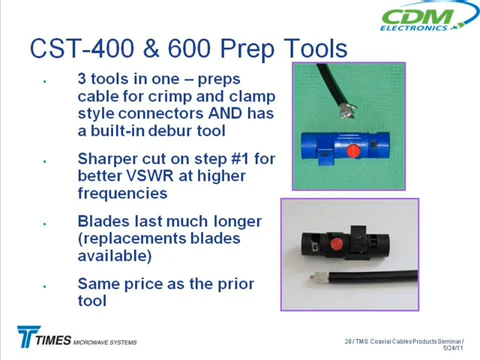 CDM
ELECTRONICS
CST-400 & 600 Prep Tools
3 tools in one – preps
cable for crimp and clamp
style connectors AND has
a built-in debur tool
Sharper cut on step #1 for
better VSWR at higher
frequencies
Blades last much longer
(replacements blades
available)
Same price as the prior
tool
TIMES MICROWAVE SYSTEMS
28 / TMS Coaxial Cables Products Seminar /
5/24/11